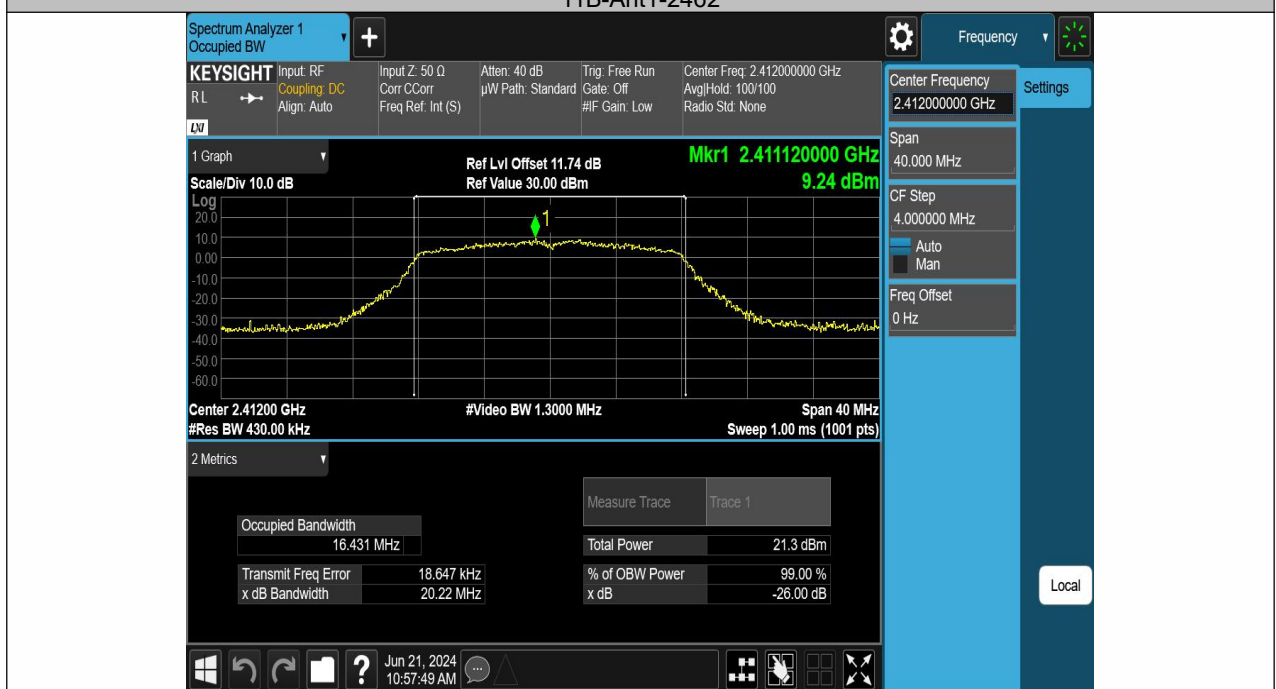 11B-Ant1-2462
Spectrum Analyzer 1
Occupied BW
Frequency
KEYSIGHT
RL
LXI
Input: RF
Coupling: DC
Align: Auto
Input Z: 50 Ω
Corr CCorr
Freq Ref: Int (S)
Atten: 40 dB
µW Path: Standard
Trig: Free Run
Gate: Off
#IF Gain: Low
Center Freq: 2.412000000 GHz
Avg|Hold: 100/100
Radio Std: None
Center Frequency
2.412000000 GHz
Settings
Span
40.000 MHz
CF Step
4.000000 MHz
Auto
Man
Freq Offset
0 Hz
Local
1 Graph
Scale/Div 10.0 dB
Ref Lvl Offset 11.74 dB
Ref Value 30.00 dBm
Mkr1 2.411120000 GHz
9.24 dBm
Log
20.0
10.0
0.00
-10.0
-20.0
-30.0
-40.0
-50.0
-60.0
1
Center 2.41200 GHz
#Res BW 430.00 kHz
#Video BW 1.3000 MHz
Span 40 MHz
Sweep 1.00 ms (1001 pts)
2 Metrics
Measure Trace Trace 1
Occupied Bandwidth
16.431 MHz
Total Power 21.3 dBm
Transmit Freq Error 18.647 kHz
% of OBW Power 99.00 %
x dB Bandwidth 20.22 MHz
x dB -26.00 dB
Jun 21, 2024
10:57:49 AM